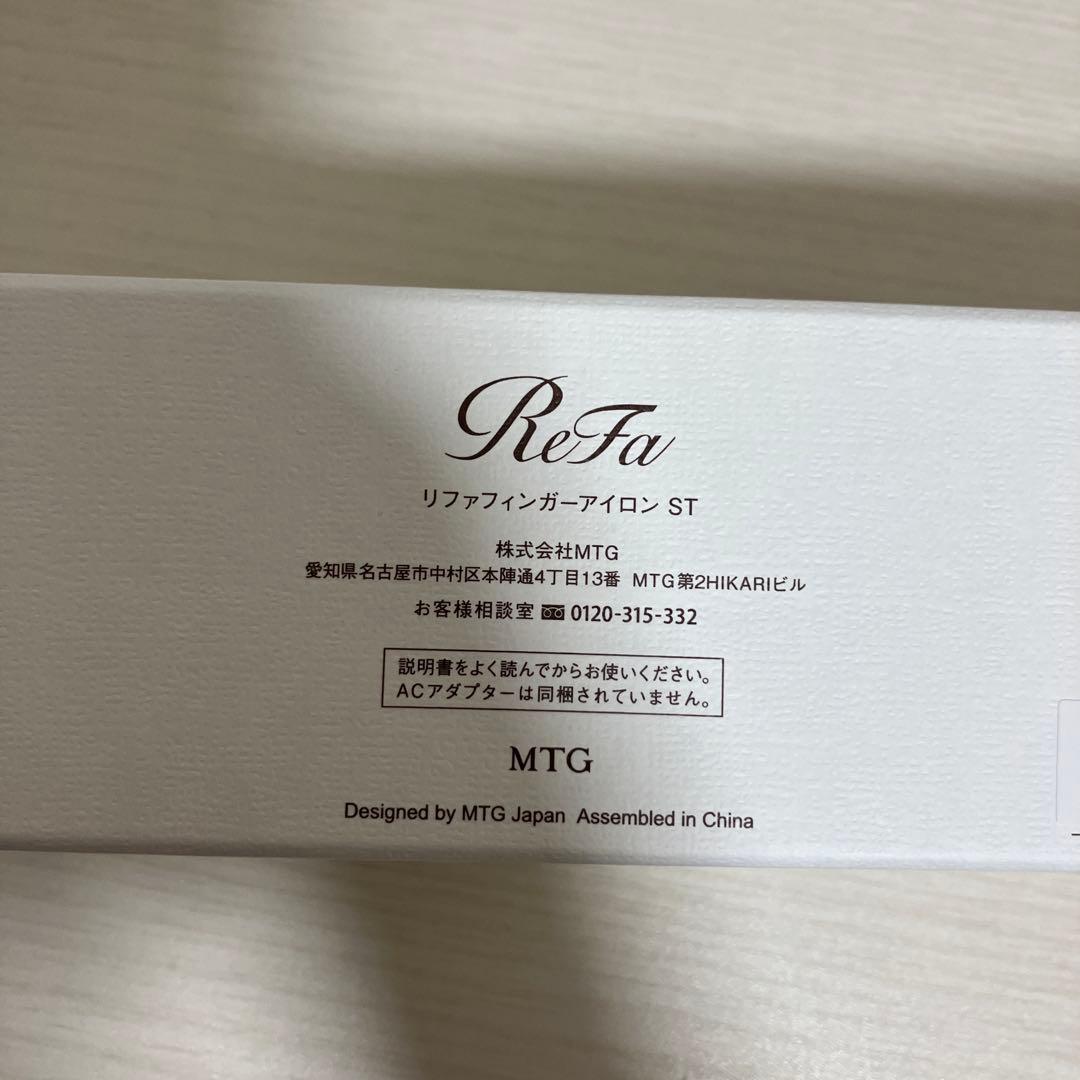 ReFa
リファフィンガーアイロン ST
株式会社MTG
愛知県名古屋市中村区本陣通4丁目13番 MTG第2HIKARIビル
お客様相談室 0120-315-332
説明書をよく読んでからお使いください。
ACアダプターは同梱されていません。
MTG
Designed by MTG Japan Assembled in China